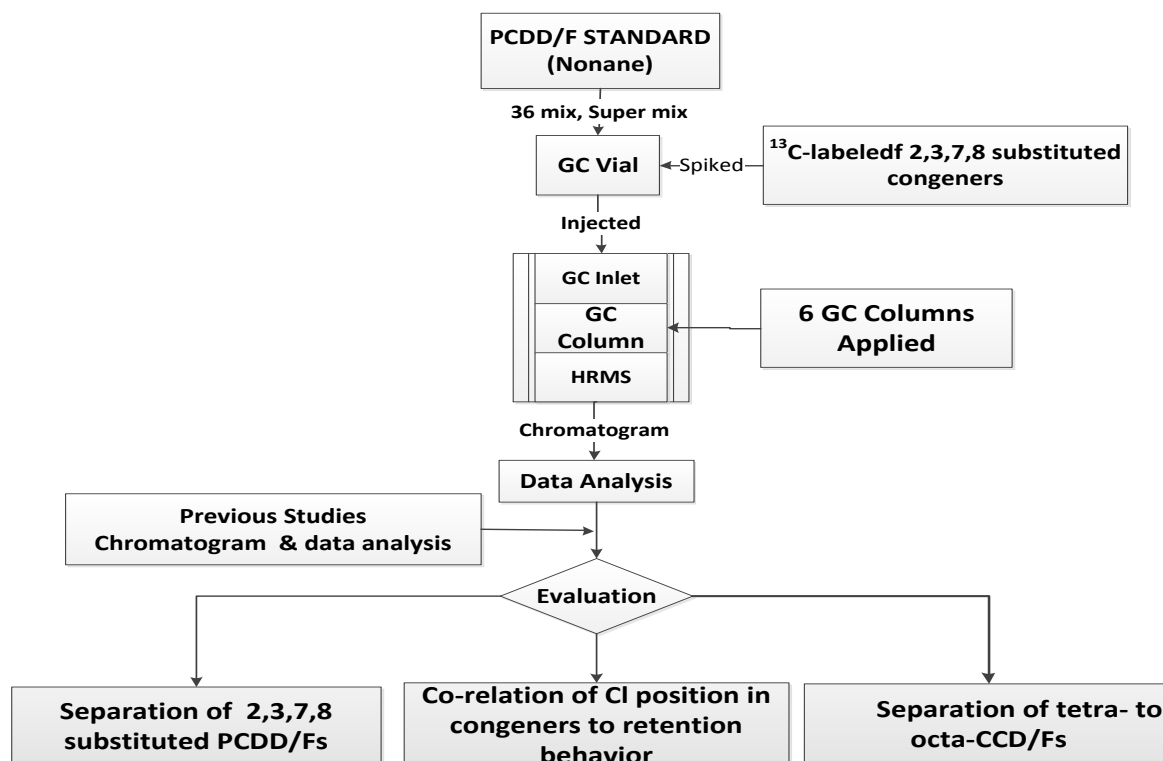 PCDD/F STANDARD
(Nonane)
36 mix, Super mix
GC Vial
Spiked
¹³C-labeledf 2,3,7,8 substituted
congeners
Injected
GC Inlet
GC
Column
HRMS
6 GC Columns
Applied
Chromatogram
Data Analysis
Previous Studies
Chromatogram & data analysis
Evaluation
Separation of 2,3,7,8
substituted PCDD/Fs
Co-relation of Cl position in
congeners to retention
behavior
Separation of tetra- to
octa-CCD/Fs